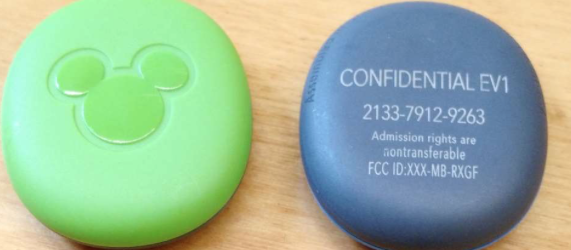 CONFIDENTIAL EV1
2133-7912-9263
Admission rights are
nontransferable
FCC ID:XXX-MB-RXGF